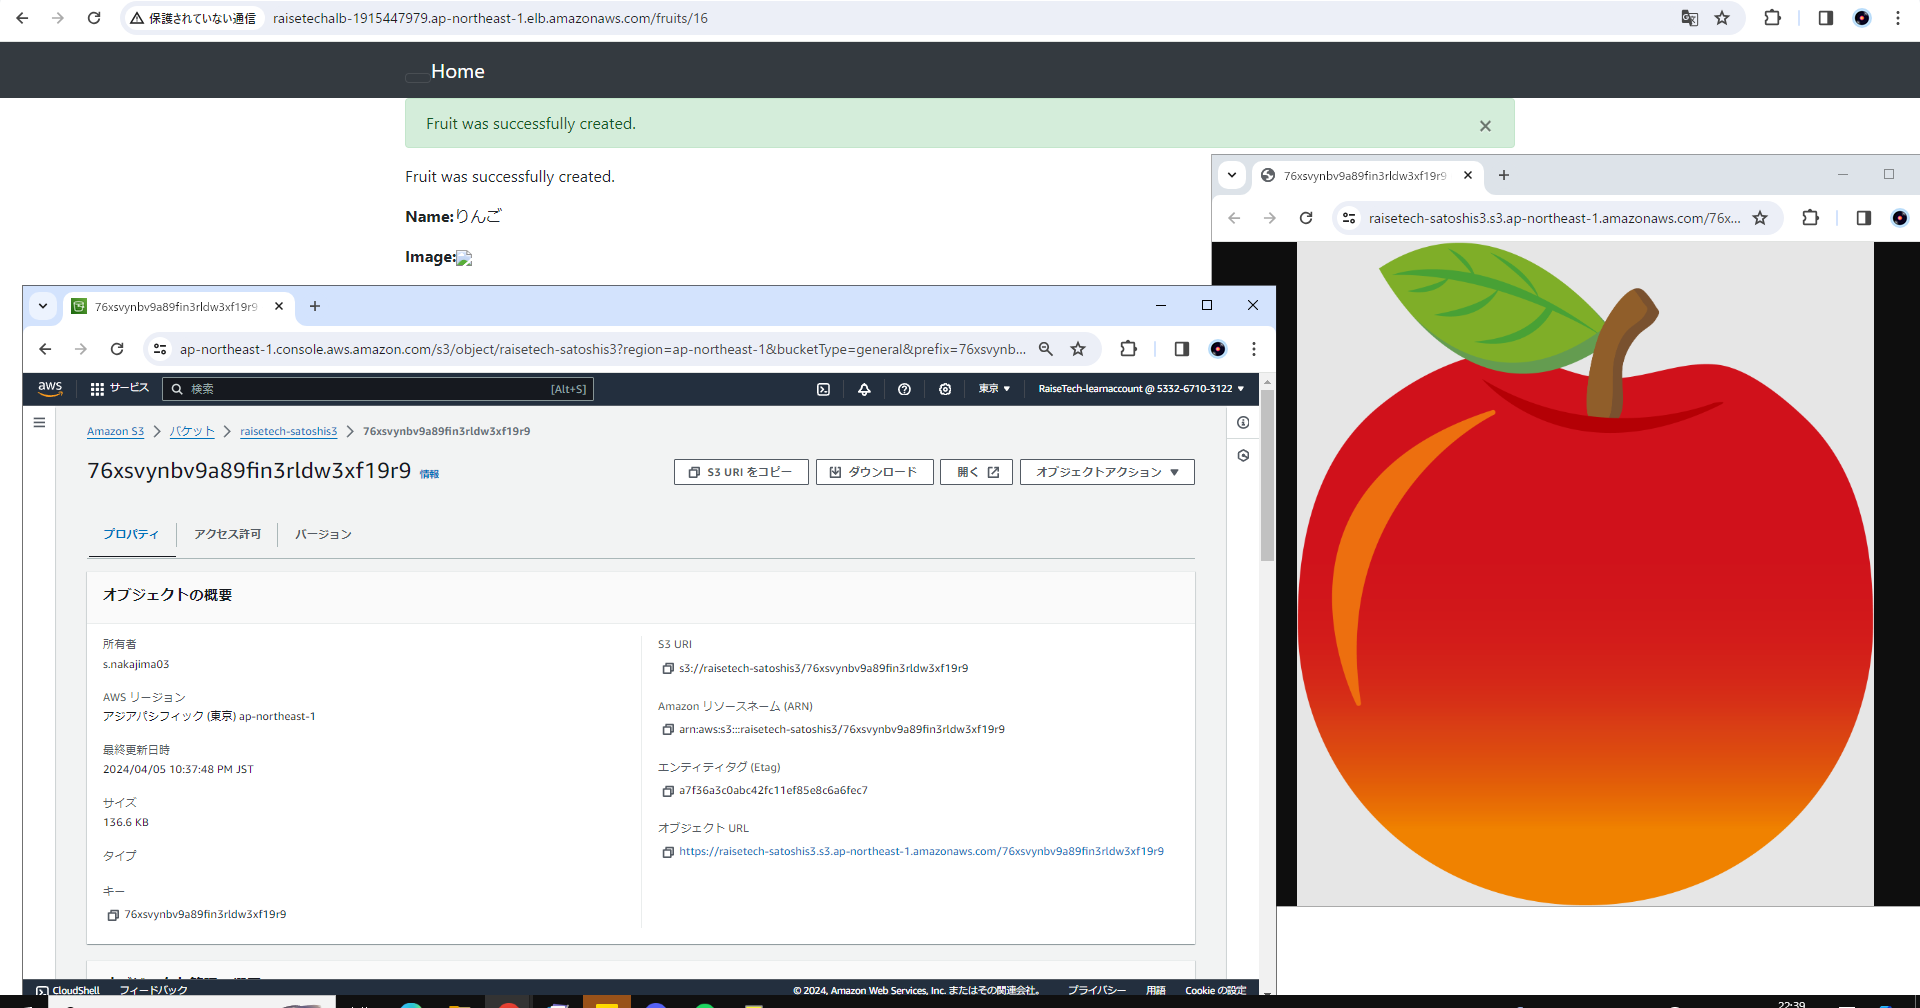 保護されていない通信
raisetechalb-1915447979.ap-northeast-1.elb.amazonaws.com/fruits/16
Home
Fruit was successfully created.
Fruit was successfully created.
Name:りんご
Image:
76xsvynbv9a89fin3rldw3xf19r9
raisetech-satoshis3.s3.ap-northeast-1.amazonaws.com/76x...
76xsvynbv9a89fin3rldw3xf19r9
ap-northeast-1.console.aws.amazon.com/s3/object/raisetech-satoshis3?region=ap-northeast-1&bucketType=general&prefix=76xsvynb...
aws
サービス
検索
[Alt+S]
東京
RaiseTech-learnaccount @ 5332-6710-3122
Amazon S3
バケット
raisetech-satoshis3
76xsvynbv9a89fin3rldw3xf19r9
76xsvynbv9a89fin3rldw3xf19r9 情報
S3 URI をコピー
ダウンロード
開く
オブジェクトアクション
プロパティ
アクセス許可
バージョン
オブジェクトの概要
所有者
s.nakajima03
AWS リージョン
アジアパシフィック (東京) ap-northeast-1
最終更新日時
2024/04/05 10:37:48 PM JST
サイズ
136.6 KB
タイプ
キー
76xsvynbv9a89fin3rldw3xf19r9
S3 URI
s3://raisetech-satoshis3/76xsvynbv9a89fin3rldw3xf19r9
Amazon リソースネーム (ARN)
arn:aws:s3:::raisetech-satoshis3/76xsvynbv9a89fin3rldw3xf19r9
エンティティタグ (Etag)
a7f36a3c0abc42fc11ef85e8c6a6fec7
オブジェクト URL
https://raisetech-satoshis3.s3.ap-northeast-1.amazonaws.com/76xsvynbv9a89fin3rldw3xf19r9
CloudShell
フィードバック
© 2024, Amazon Web Services, Inc. またはその関連会社。
プライバシー
用語
Cookie の設定
22:39